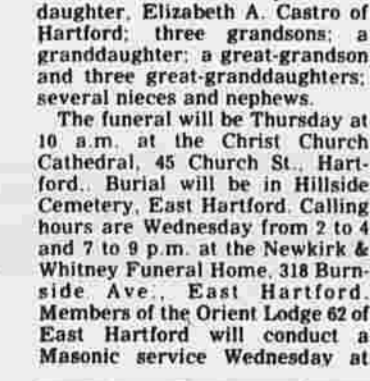 daughter, Elizabeth A. Castro of
Hartford; three grandsons; a
granddaughter; a great-grandson
and three great-granddaughters;
several nieces and nephews.
The funeral will be Thursday at
10 a.m. at the Christ Church
Cathedral, 45 Church St., Hart-
ford.. Burial will be in Hillside
Cemetery, East Hartford. Calling
hours are Wednesday from 2 to 4
and 7 to 9 p.m. at the Newkirk &
Whitney Funeral Home, 318 Burn-
side Ave., East Hartford.
Members of the Orient Lodge 62 of
East Hartford will conduct a
Masonic service Wednesday at